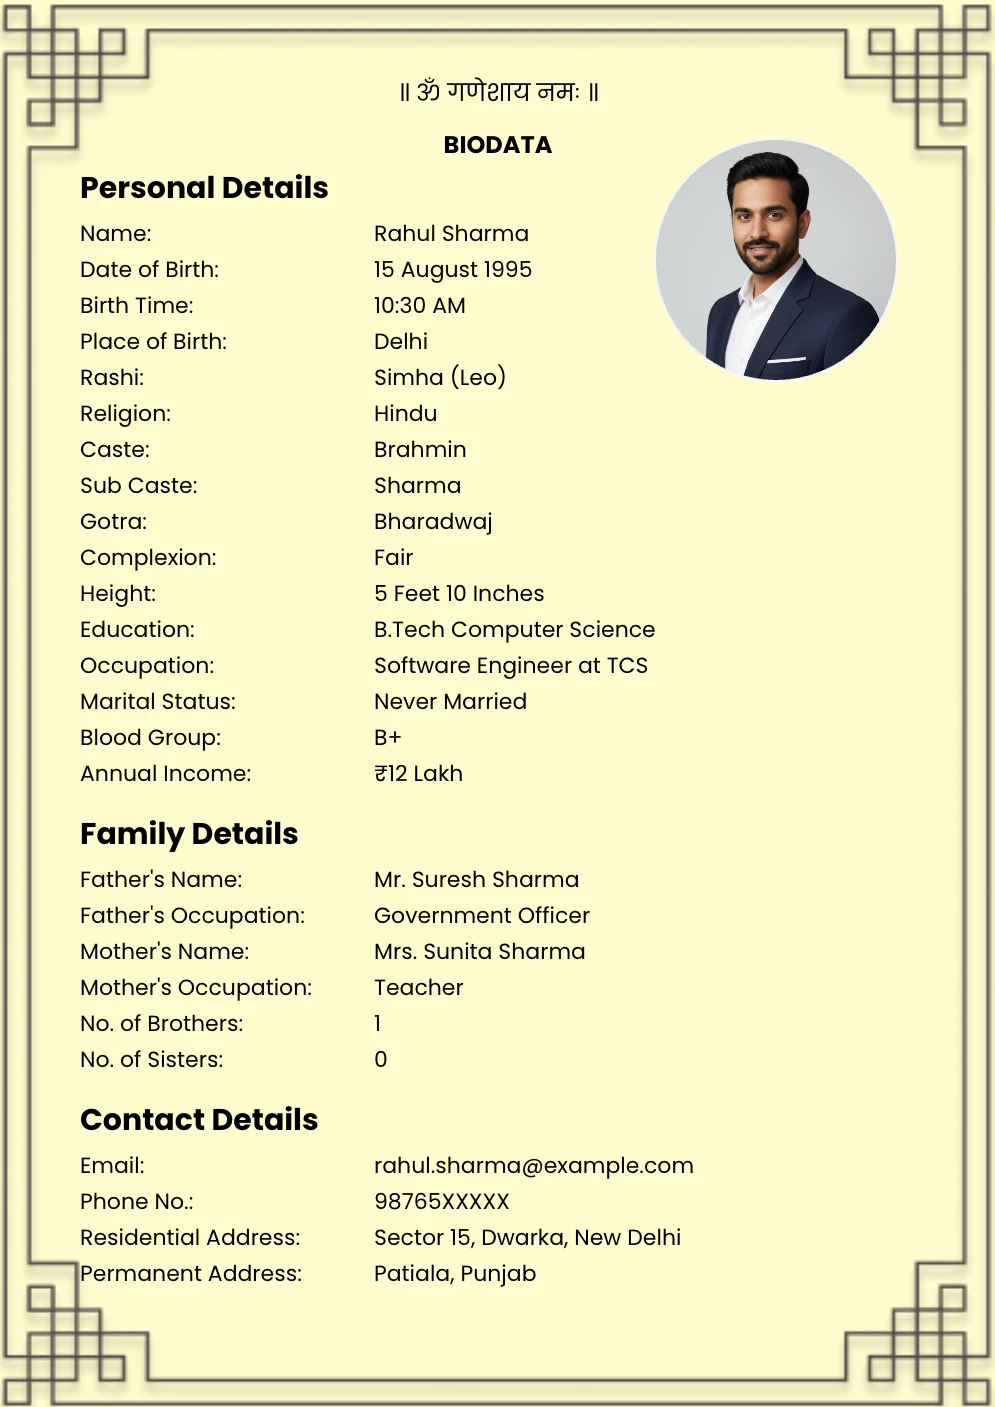 ॥ ॐ गणेशाय नमः ॥
BIODATA
Personal Details
Name: Rahul Sharma
Date of Birth: 15 August 1995
Birth Time: 10:30 AM
Place of Birth: Delhi
Rashi: Simha (Leo)
Religion: Hindu
Caste: Brahmin
Sub Caste: Sharma
Gotra: Bharadwaj
Complexion: Fair
Height: 5 Feet 10 Inches
Education: B.Tech Computer Science
Occupation: Software Engineer at TCS
Marital Status: Never Married
Blood Group: B+
Annual Income: ₹12 Lakh
Family Details
Father's Name: Mr. Suresh Sharma
Father's Occupation: Government Officer
Mother's Name: Mrs. Sunita Sharma
Mother's Occupation: Teacher
No. of Brothers: 1
No. of Sisters: 0
Contact Details
Email: rahul.sharma@example.com
Phone No.: 98765XXXXX
Residential Address: Sector 15, Dwarka, New Delhi
Permanent Address: Patiala, Punjab